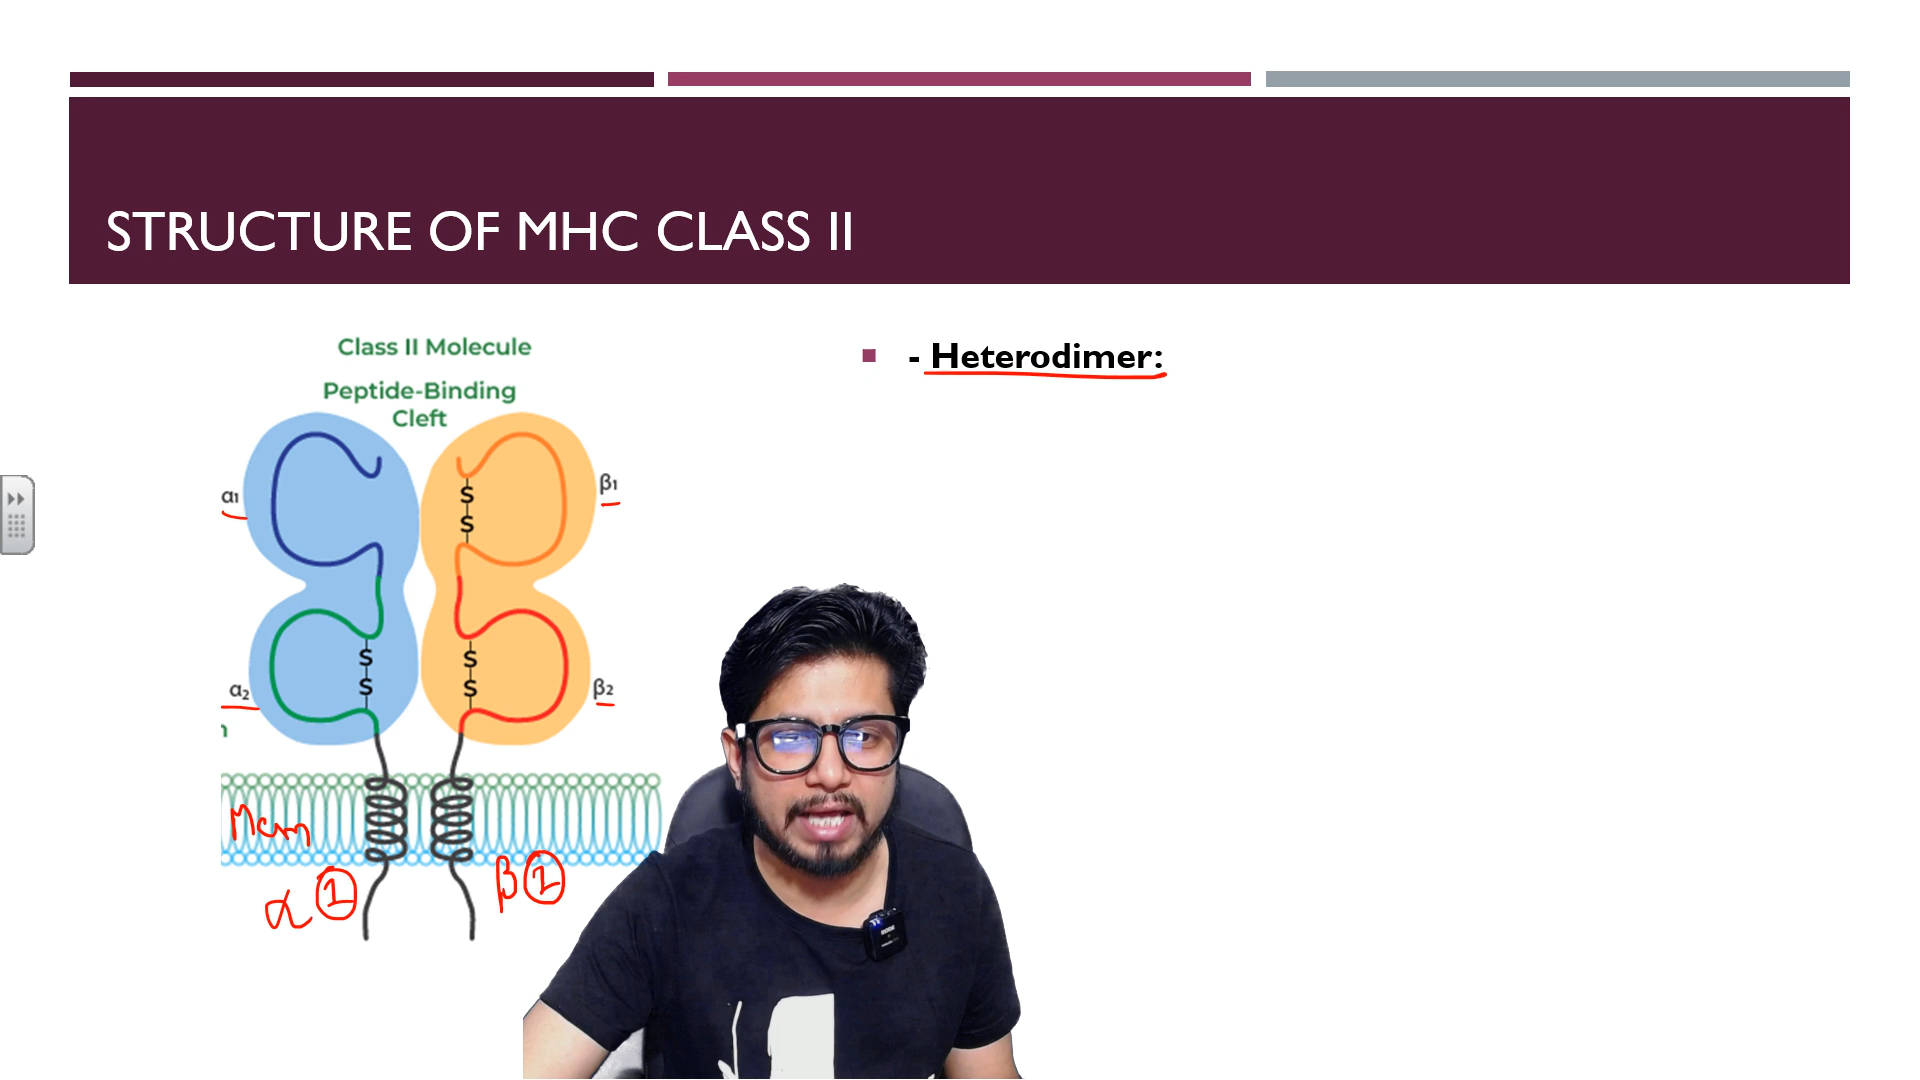 STRUCTURE OF MHC CLASS II
Class II Molecule
Peptide-Binding
Cleft
- Heterodimer:
α1
β1
S
S
α2
β2
S
S
S
S
Mem
α ①
β ①